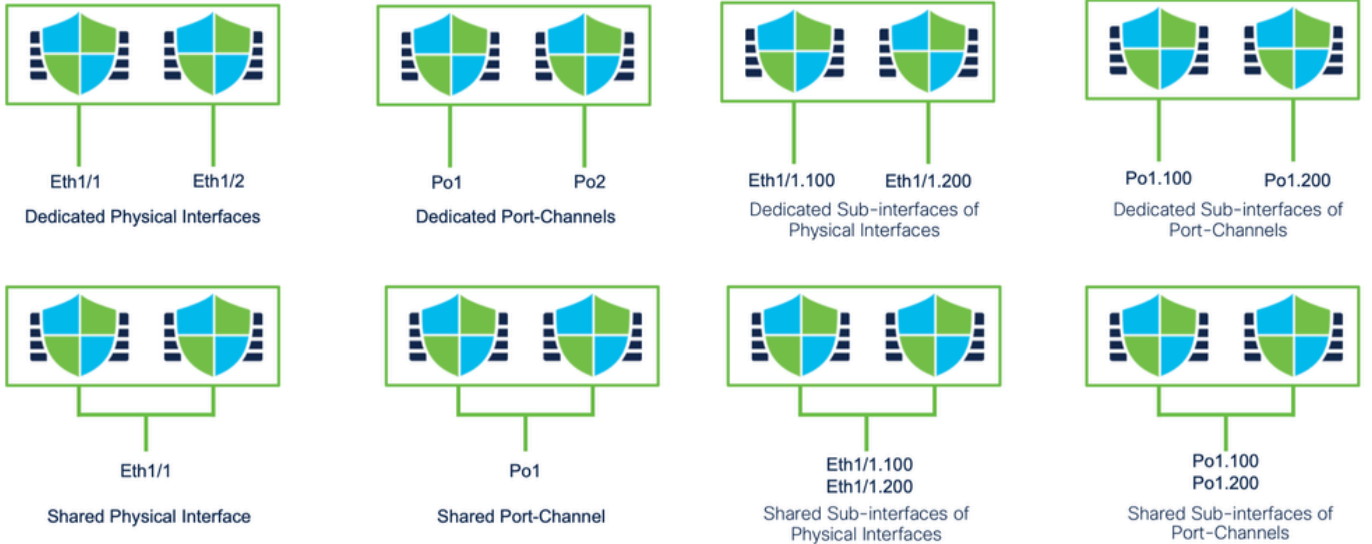 Eth1/1
Eth1/2
Dedicated Physical Interfaces
Po1
Po2
Dedicated Port-Channels
Eth1/1.100
Eth1/1.200
Dedicated Sub-interfaces of
Physical Interfaces
Po1.100
Po1.200
Dedicated Sub-interfaces of
Port-Channels
Eth1/1
Shared Physical Interface
Po1
Shared Port-Channel
Eth1/1.100
Eth1/1.200
Shared Sub-interfaces of
Physical Interfaces
Po1.100
Po1.200
Shared Sub-interfaces of
Port-Channels